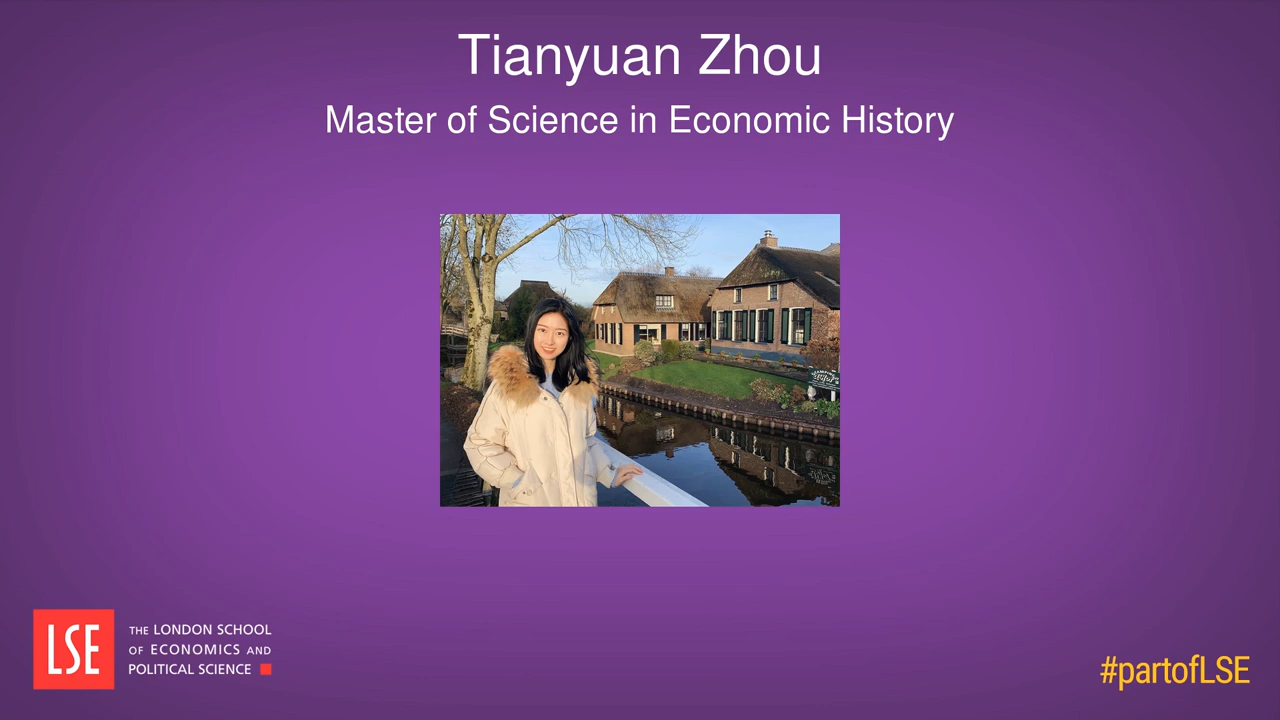 Tianyuan Zhou
Master of Science in Economic History
LSE
THE LONDON SCHOOL
OF ECONOMICS AND
POLITICAL SCIENCE
#partofLSE